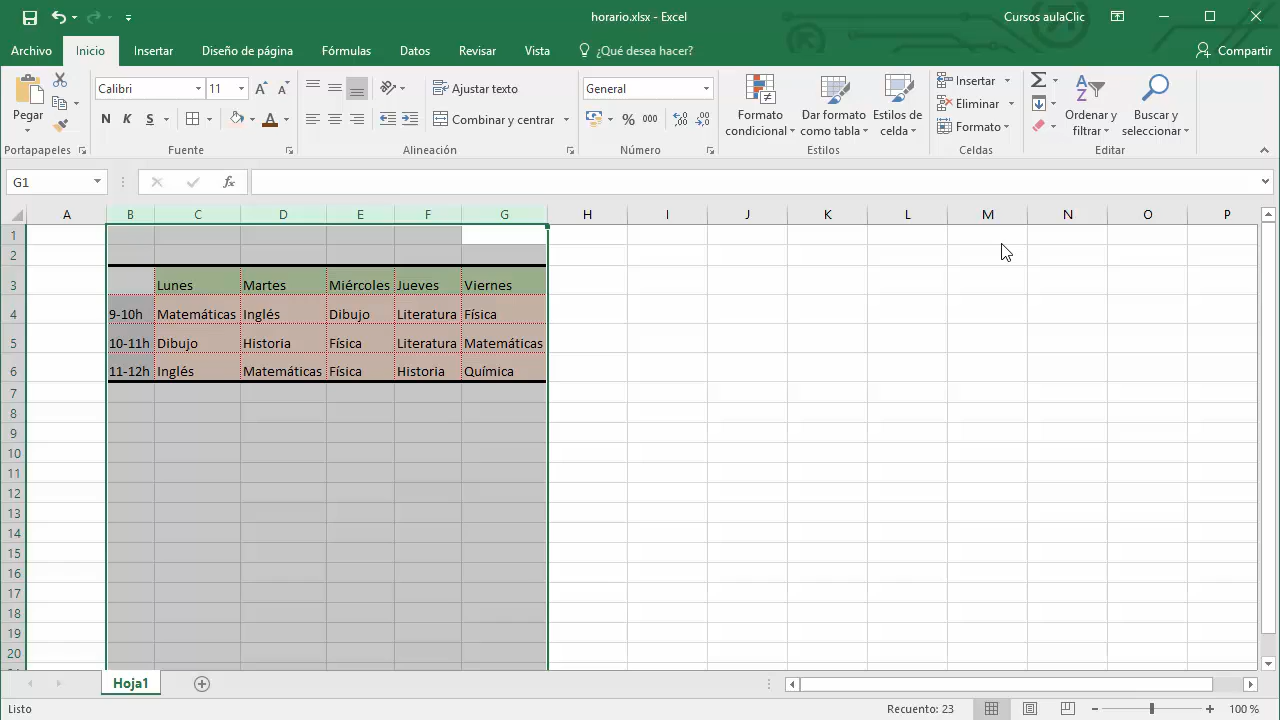 horario.xlsx - Excel
Cursos aulaClic
Archivo Inicio Insertar Diseño de página Fórmulas Datos Revisar Vista ¿Qué desea hacer? Compartir
Pegar
Portapapeles
Calibri 11
N K S
Fuente
Ajustar texto
Combinar y centrar
Alineación
General
% 000
Número
Formato condicional
Dar formato como tabla
Estilos de celda
Estilos
Insertar
Eliminar
Formato
Celdas
Ordenar y filtrar
Buscar y seleccionar
Editar
G1 fx
A B C D E F G H I J K L M N O P
1
2
3 Lunes Martes Miércoles Jueves Viernes
4 9-10h Matemáticas Inglés Dibujo Literatura Física
5 10-11h Dibujo Historia Física Literatura Matemáticas
6 11-12h Inglés Matemáticas Física Historia Química
7
8
9
10
11
12
13
14
15
16
17
18
19
20
Hoja1
Listo Recuento: 23 100 %